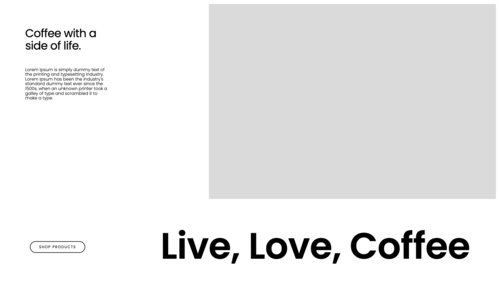 Coffee with a
side of life.
Lorem Ipsum is simply dummy text of
the printing and typesetting industry.
Lorem Ipsum has been the industry's
standard dummy text ever since the
1500s, when an unknown printer took a
galley of type and scrambled it to
make a type.
SHOP PRODUCTS
Live, Love, Coffee